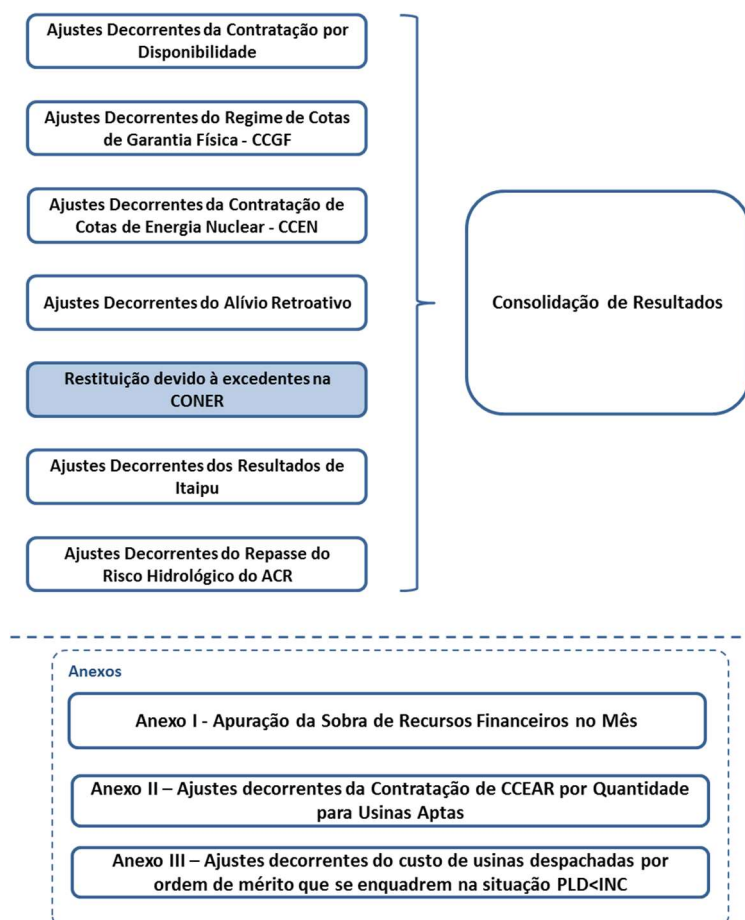 Ajustes Decorrentes da Contratação por
Disponibilidade
Ajustes Decorrentes do Regime de Cotas
de Garantia Física - CCGF
Ajustes Decorrentes da Contratação de
Cotas de Energia Nuclear - CCEN
Ajustes Decorrentes do Alívio Retroativo
Restituição devido à excedentes na
CONER
Ajustes Decorrentes dos Resultados de
Itaipu
Ajustes Decorrentes do Repasse do
Risco Hidrológico do ACR
Consolidação de Resultados
Anexos
Anexo I - Apuração da Sobra de Recursos Financeiros no Mês
Anexo II – Ajustes decorrentes da Contratação de CCEAR por Quantidade
para Usinas Aptas
Anexo III – Ajustes decorrentes do custo de usinas despachadas por
ordem de mérito que se enquadrem na situação PLD<INC